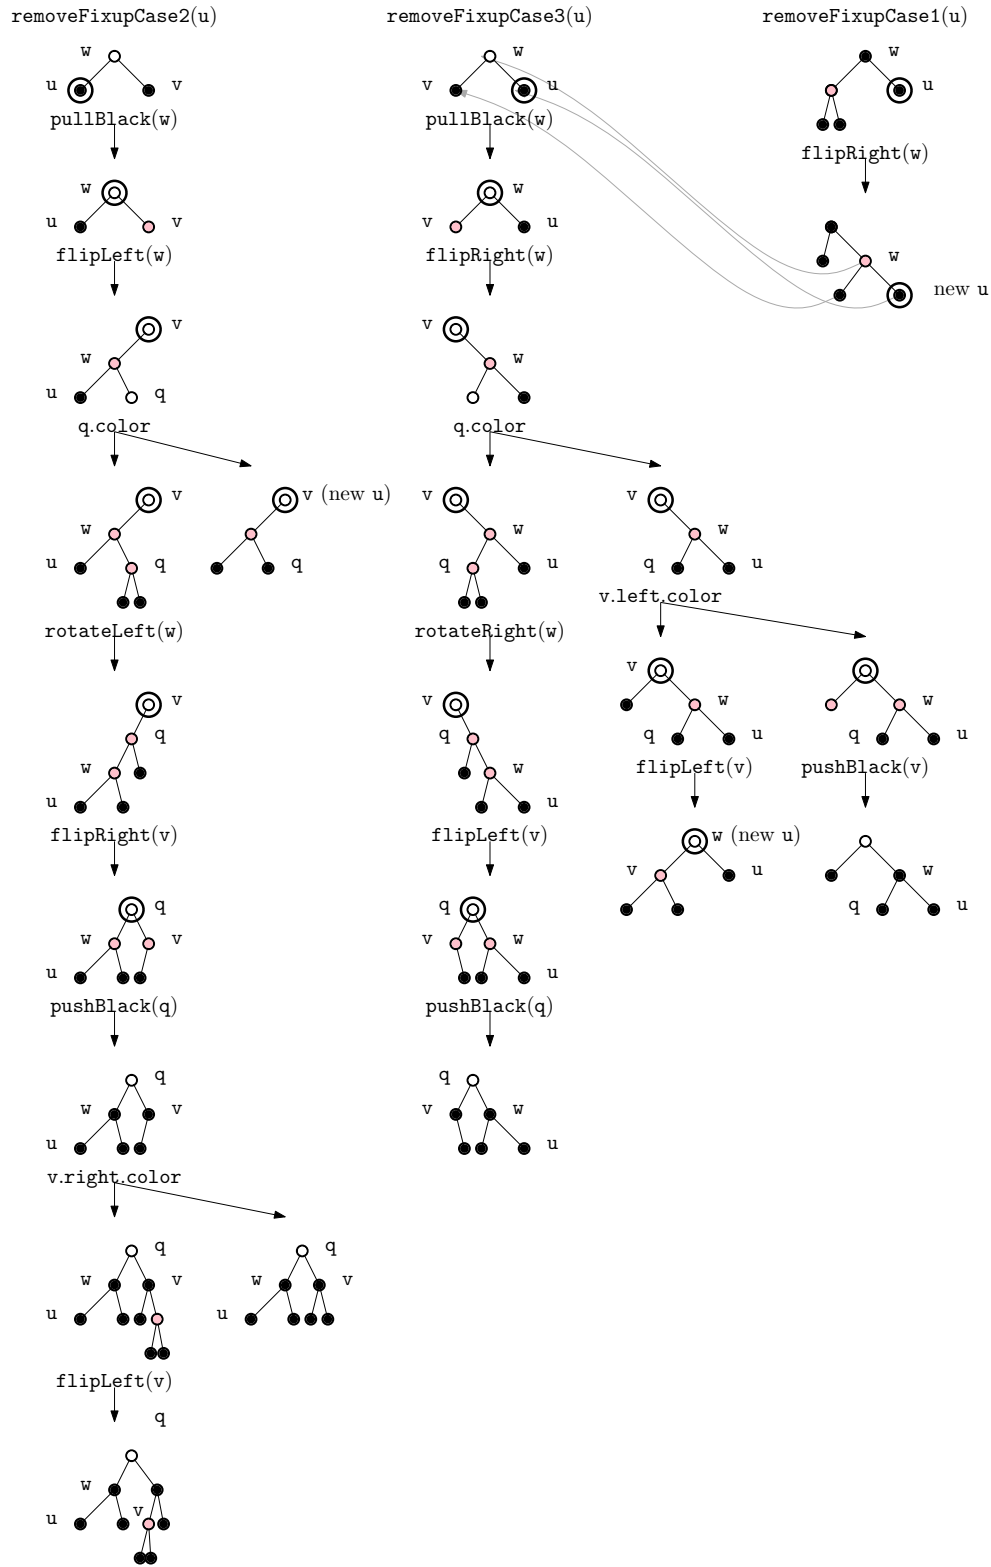 removeFixupCase2(u)
w
u
v
pullBlack(w)
w
u
v
flipLeft(w)
v
w
u
q
q.color
v
w
u
q
v (new u)
q
rotateLeft(w)
v
q
w
u
flipRight(v)
q
w
v
u
pushBlack(q)
q
w
v
u
v.right.color
q
w
v
u
q
w
v
u
flipLeft(v)
q
w
v
u
removeFixupCase3(u)
w
v
u
pullBlack(w)
w
v
u
flipRight(w)
v
w
q.color
v
w
q
u
rotateRight(w)
v
q
w
u
flipLeft(v)
q
v
w
u
pushBlack(q)
q
v
w
u
v
w
q
u
v.left.color
v
w
q
u
flipLeft(v)
w (new u)
v
u
w
q
u
pushBlack(v)
w
q
u
removeFixupCase1(u)
w
u
flipRight(w)
w
new u